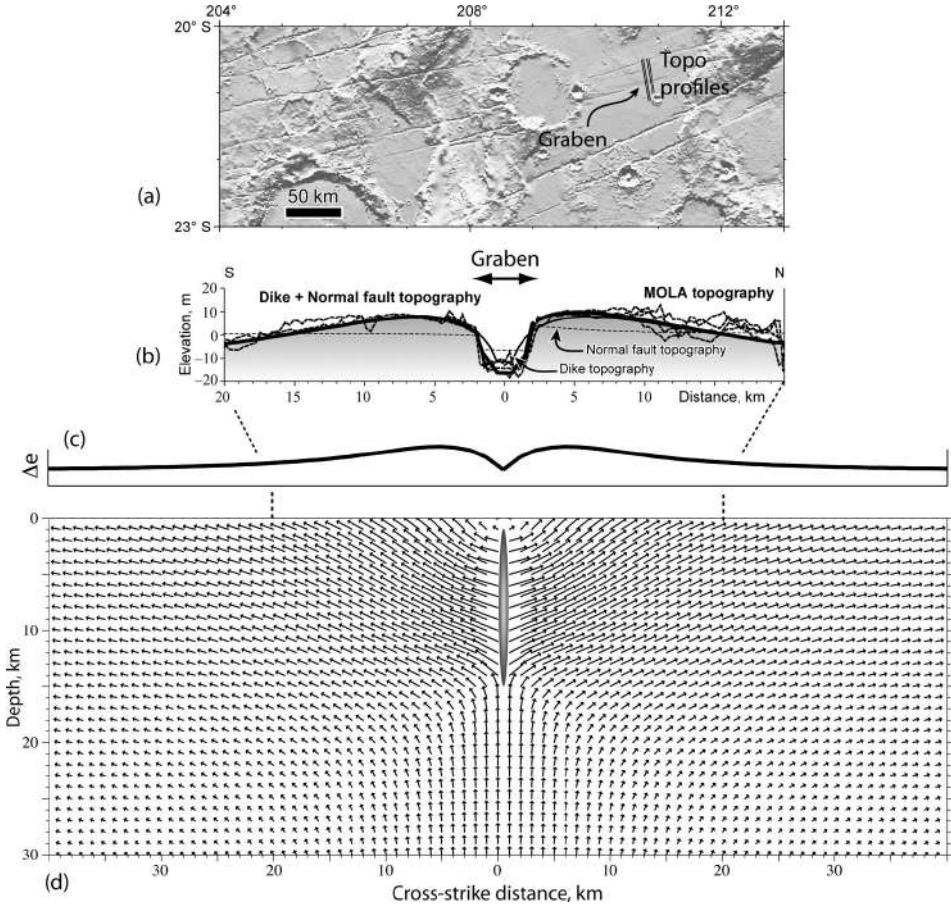 204°
208°
212°
20° S
Topo
profiles
Graben
50 km
(a)
23° S
Graben
S
N
20
10
0
−10
−20
Elevation, m
Dike + Normal fault topography
MOLA topography
Normal fault topography
Dike topography
(b)
20
15
10
5
0
5
10
Distance, km
(c)
Δe
0
10
20
30
Depth, km
30
20
10
0
10
20
30
(d)
Cross-strike distance, km